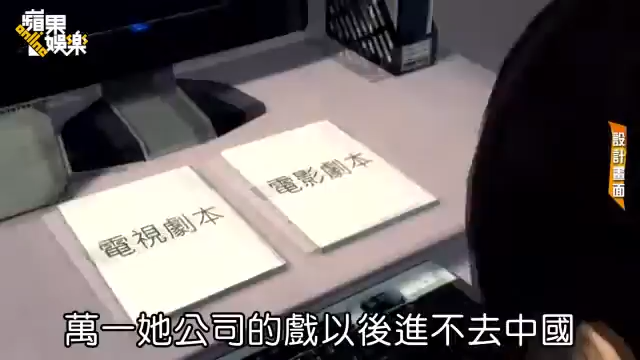 蘋果
online
娛樂
設計畫面
電影劇本
電視劇本
萬一她公司的戲以後進不去中國